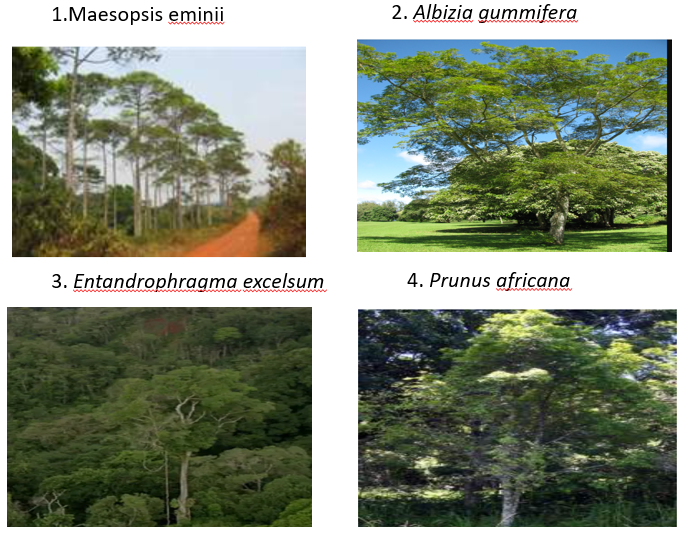 1.Maesopsis eminii
2. Albizia gummifera
3. Entandrophragma excelsum
4. Prunus africana